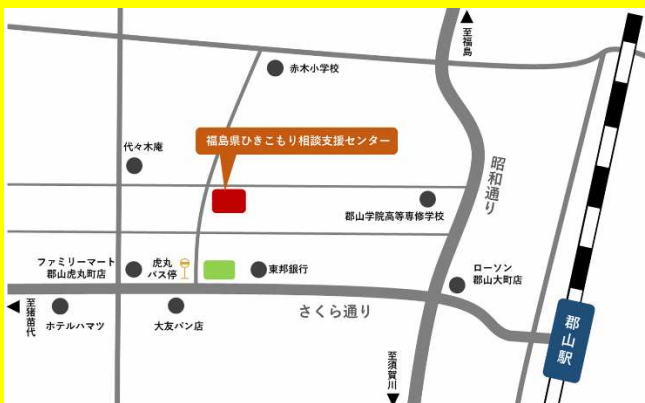 至福島
赤木小学校
福島県ひきこもり相談支援センター
代々木庵
昭和通り
郡山学院高等専修学校
ファミリーマート
郡山虎丸町店
虎丸
バス停
東邦銀行
ローソン
郡山大町店
さくら通り
至猪苗代
ホテルハマツ
大友パン店
至須賀川
郡山駅